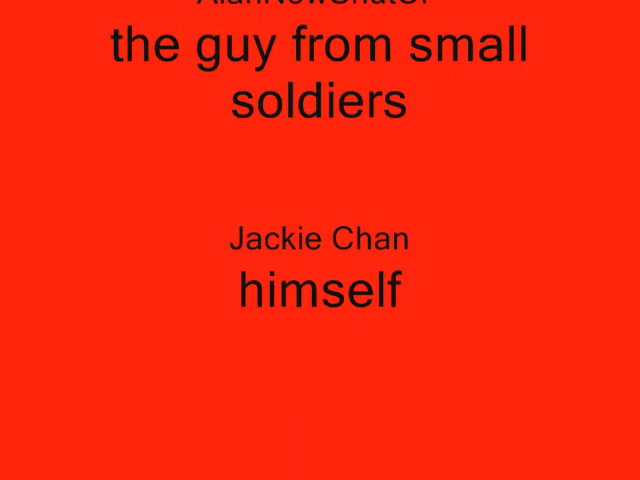 the guy from small
soldiers
Jackie Chan
himself